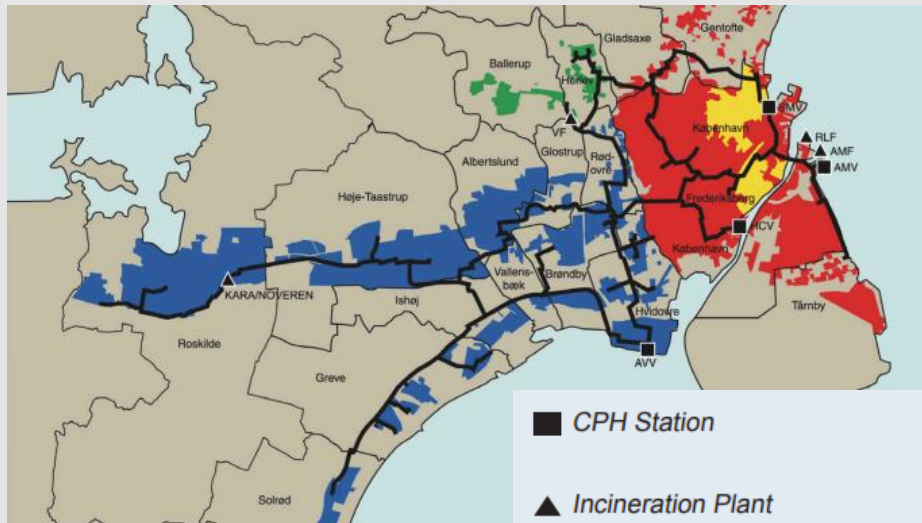 Gentofte
Gladsaxe
Ballerup
Herlev
København
SMV
RLF
AMF
AMV
VF
Glostrup
Rød-
ovre
Albertslund
Høje-Taastrup
Frederiksberg
HCV
København
Vallens-
bæk
Brøndby
KARA/NOVEREN
Ishøj
Hvidovre
Tårnby
Roskilde
AVV
Greve
Solrød
CPH Station
Incineration Plant